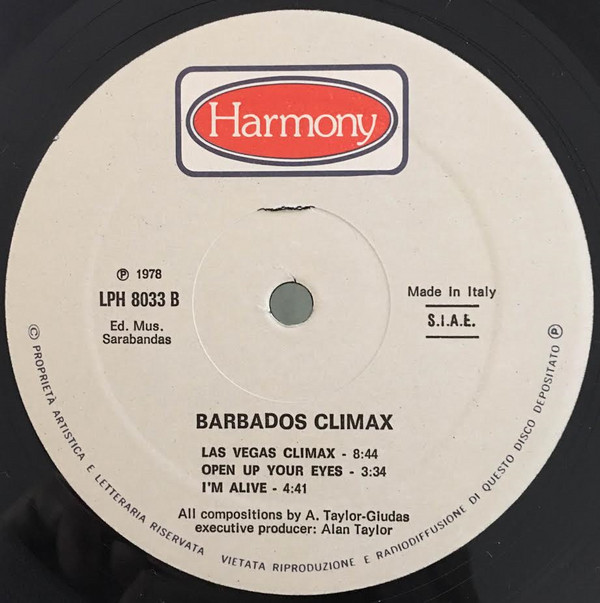 Harmony
℗ 1978
LPH 8033 B
Ed. Mus.
Sarabandas
Made in Italy
S.I.A.E.
BARBADOS CLIMAX
LAS VEGAS CLIMAX - 8:44
OPEN UP YOUR EYES - 3:34
I'M ALIVE - 4:41
All compositions by A. Taylor-Giudas
executive producer: Alan Taylor
© PROPRIETÀ ARTISTICA E LETTERARIA RISERVATA VIETATA RIPRODUZIONE E RADIODIFFUSIONE DI QUESTO DISCO DEPOSITATO ℗